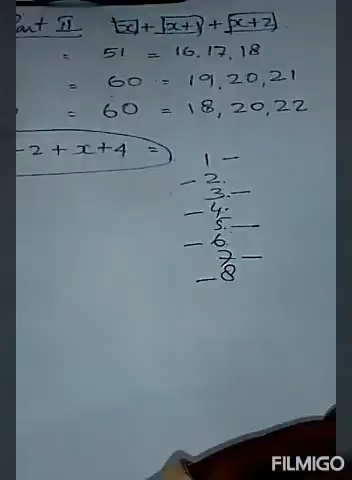 Part II x + x+1 + x+2
= 51 = 16, 17, 18
= 60 = 19, 20, 21
= 60 = 18, 20, 22
-2 + x+4 =
1 -
- 2.
3. -
- 4.
5. -
- 6.
7 -
- 8
FILMIGO